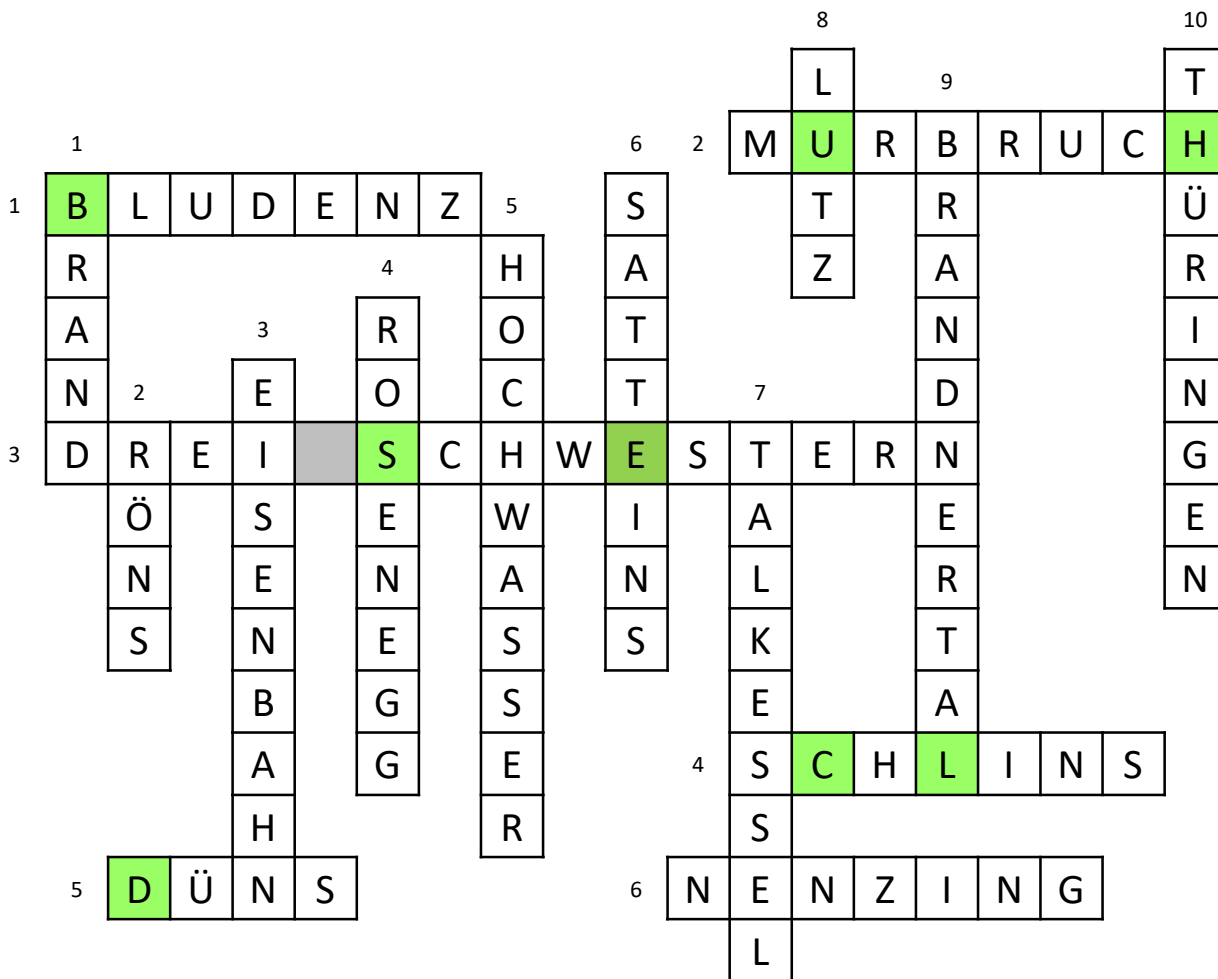 8 10
L 9 T
1 6 2 M U R B R U C H
1 B L U D E N Z 5 S T R Ü
R 4 H A Z A R
A 3 R O T N I
N 2 E O C T 7 D N
3 D R E I S C H W E S T E R N G
Ö S E W I A E E
N E N A N L R N
S N E S S K T
B G S E A
A G E 4 S C H L I N S
H R S
5 D Ü N S 6 N E N Z I N G
L